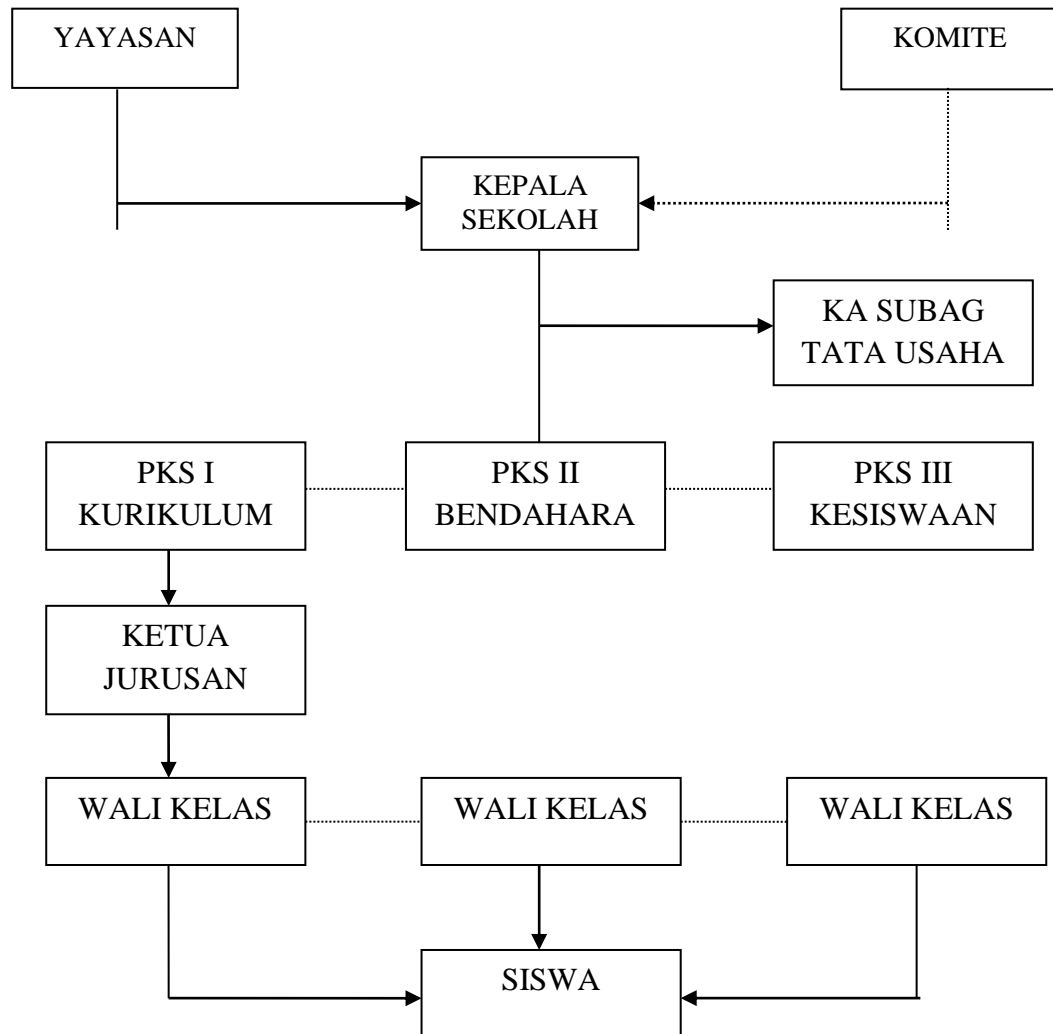 YAYASAN
KOMITE
KEPALA
SEKOLAH
KA SUBAG
TATA USAHA
PKS I
KURIKULUM
PKS II
BENDAHARA
PKS III
KESISWAAN
KETUA
JURUSAN
WALI KELAS
WALI KELAS
WALI KELAS
SISWA